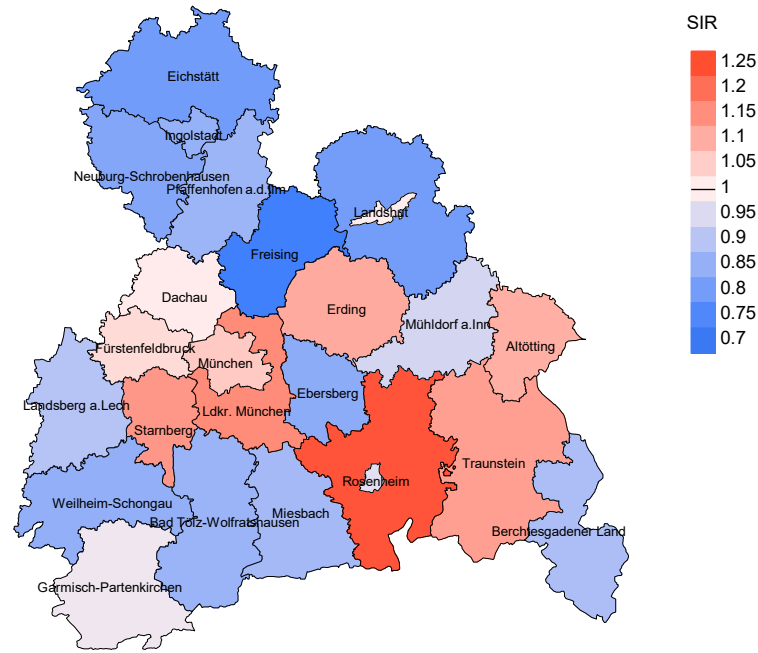 SIR
1.25
1.2
1.15
1.1
1.05
1
0.95
0.9
0.85
0.8
0.75
0.7
Eichstätt
Ingolstadt
Neuburg-Schrobenhausen
Pfaffenhofen a.d.Ilm
Landshut
Freising
Dachau
Erding
Mühldorf a.Inn
Altötting
Fürstenfeldbruck
München
Ebersberg
Landsberg a.Lech
Ldkr. München
Starnberg
Traunstein
Rosenheim
Weilheim-Schongau
Miesbach
Bad Tölz-Wolfratshausen
Berchtesgadener Land
Garmisch-Partenkirchen